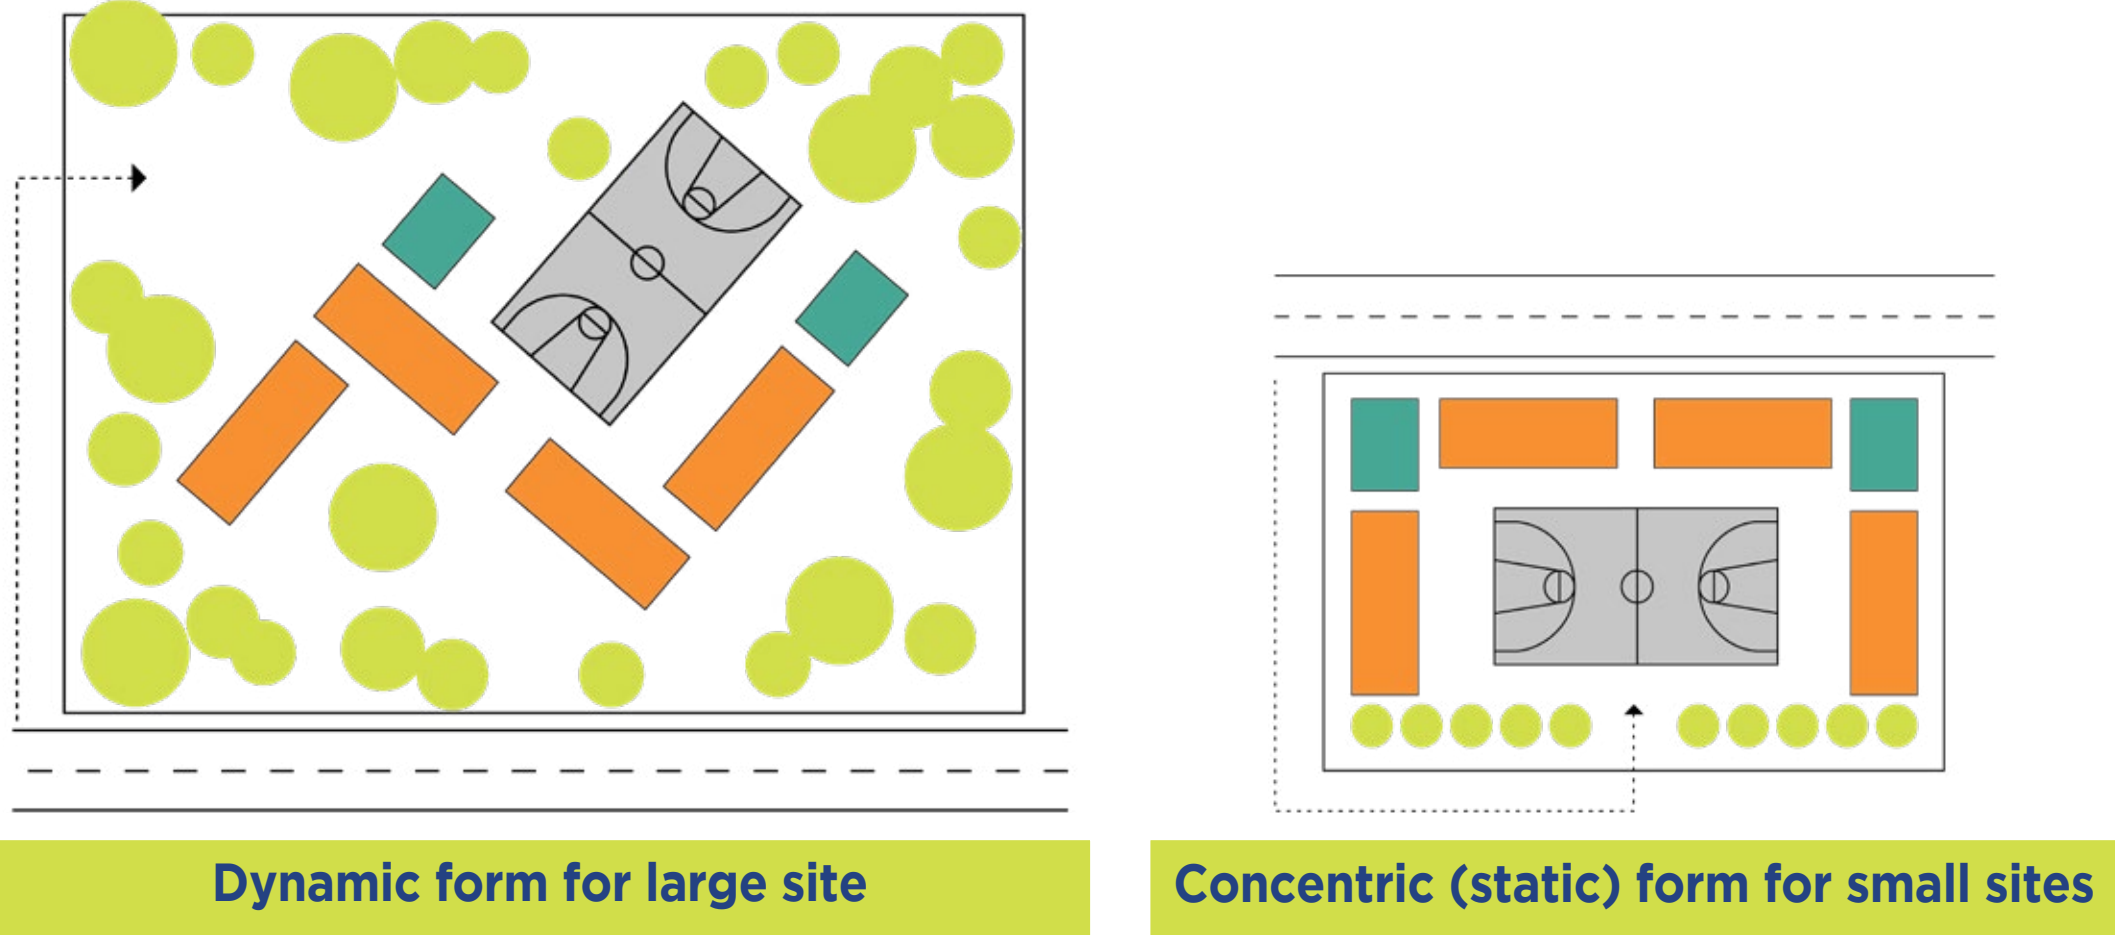 Dynamic form for large site
Concentric (static) form for small sites